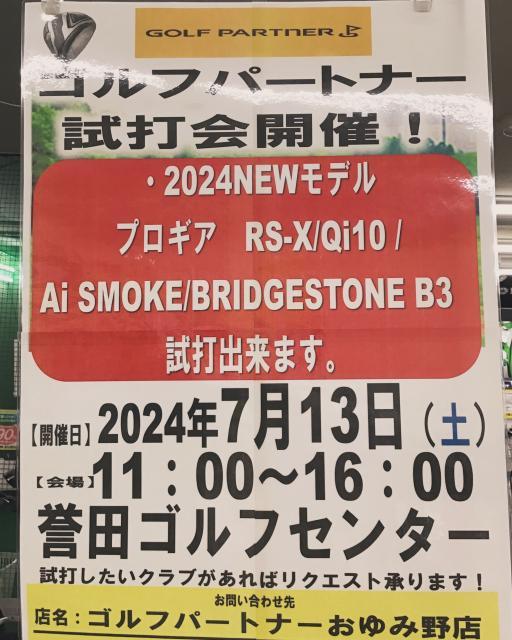 GOLF PARTNER
ゴルフパートナー
試打会開催！
・2024NEWモデル
プロギア RS-X/Qi10 /
Ai SMOKE/BRIDGESTONE B3
試打出来ます。
【開催日】2024年7月13日（土）
【会場】11：00～16：00
誉田ゴルフセンター
試打したいクラブがあればリクエスト承ります！
お問い合わせ先
店名：ゴルフパートナーおゆみ野店